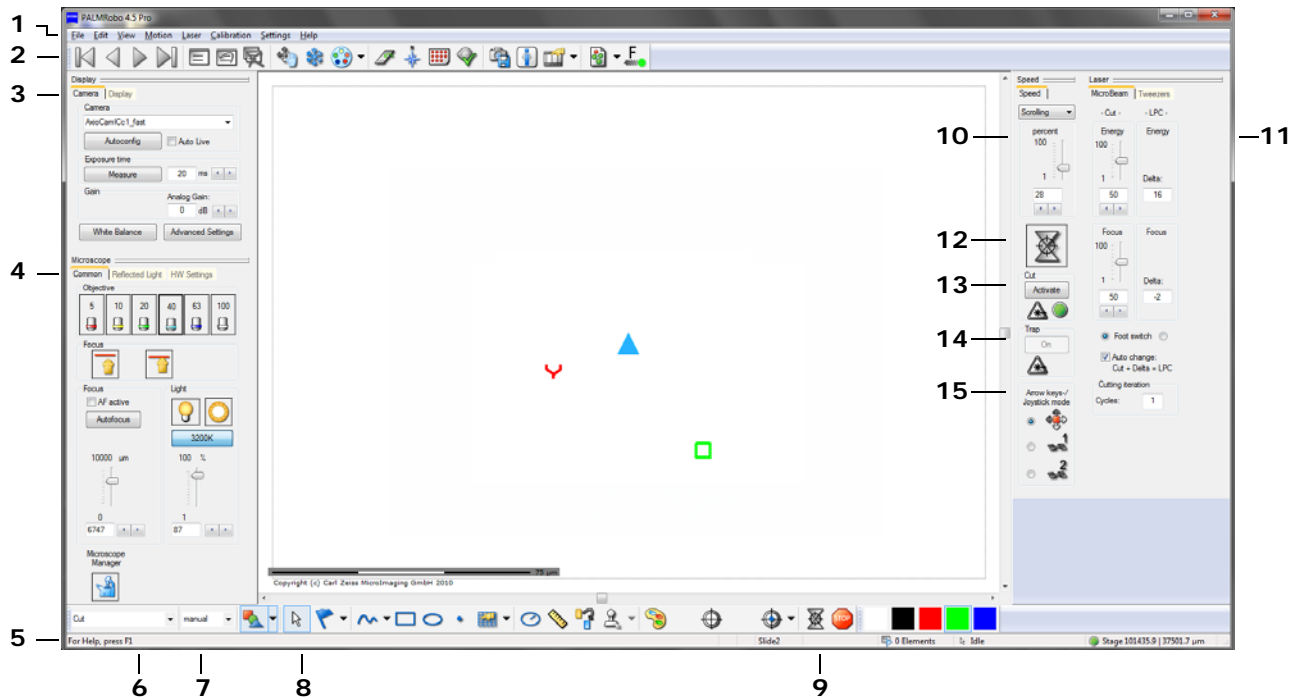 PALMRobo 4.5 Pro
1
File Edit View Motion Laser Calibration Settings Help
2
F
Display
3
Camera Display
Camera
AxioCamICc1_fast
Autoconfig Auto Live
Exposure time
Measure 20 ms
Gain
Analog Gain:
0 dB
White Balance Advanced Settings
Microscope
4
Common Reflected Light HW Settings
Objective
5 10 20 40 63 100
Focus
Focus Light
AF active
Autofocus
3200K
10000 um 100 %
0 1
6747 87
Microscope
Manager
75 µm
Copyright (c) Carl Zeiss MicroImaging GmbH 2010
Speed
Speed
Scrolling
10
percent
100
1
28
12
13
Cut
Activate
14
Trap
On
15
Arrow keys-/
Joystick mode
1
2
Laser
MicroBeam Tweezers
- Cut - - LPC -
11
Energy Energy
100
1 Delta:
50 16
Focus Focus
100
1 Delta:
50 -2
Foot switch
Auto change:
Cut + Delta = LPC
Cutting iteration
Cycles: 1
Cut manual STOP
5
For Help, press F1 Slide2 0 Elements Idle Stage 101435.9 | 37501.7 µm
6 7 8 9